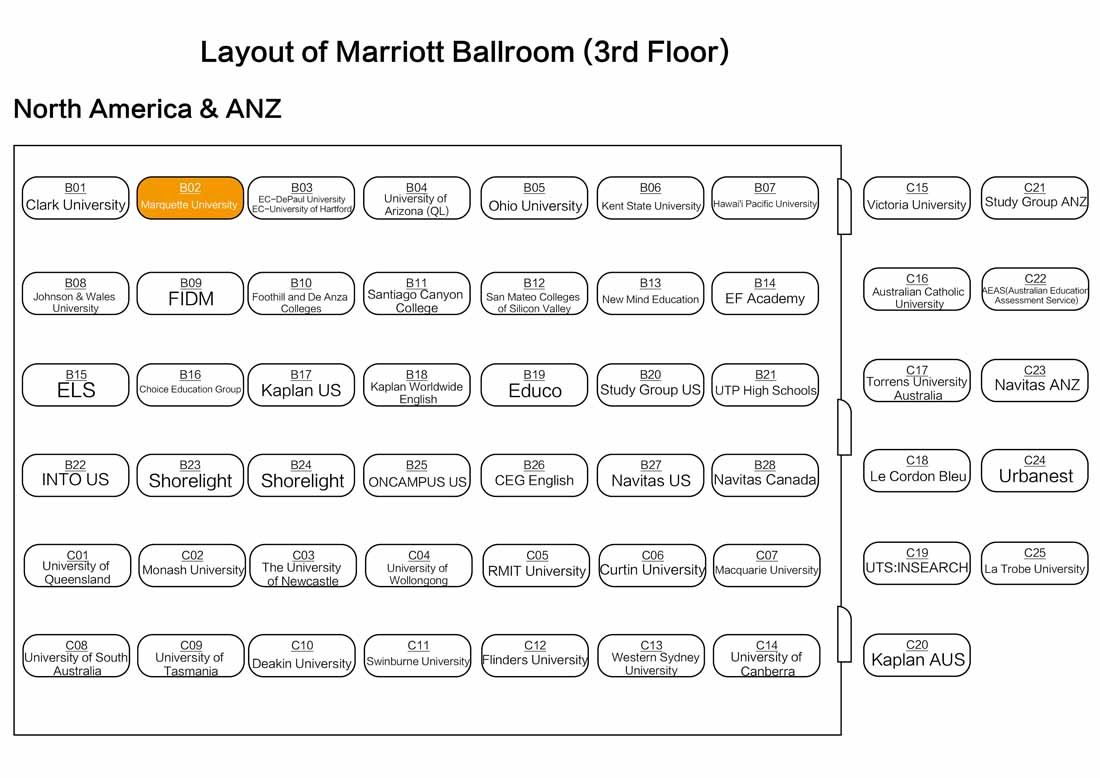 Layout of Marriott Ballroom (3rd Floor)
North America & ANZ
B01
Clark University
B02
Marquette University
B03
EC-DePaul University
EC-University of Hartford
B04
University of
Arizona (QL)
B05
Ohio University
B06
Kent State University
B07
Hawai'i Pacific University
C15
Victoria University
C21
Study Group ANZ
B08
Johnson & Wales
University
B09
FIDM
B10
Foothill and De Anza
Colleges
B11
Santiago Canyon
College
B12
San Mateo Colleges
of Silicon Valley
B13
New Mind Education
B14
EF Academy
C16
Australian Catholic
University
C22
AEAS(Australian Education
Assessment Service)
B15
ELS
B16
Choice Education Group
B17
Kaplan US
B18
Kaplan Worldwide
English
B19
Educo
B20
Study Group US
B21
UTP High Schools
C17
Torrens University
Australia
C23
Navitas ANZ
B22
INTO US
B23
Shorelight
B24
Shorelight
B25
ONCAMPUS US
B26
CEG English
B27
Navitas US
B28
Navitas Canada
C18
Le Cordon Bleu
C24
Urbanest
C01
University of
Queensland
C02
Monash University
C03
The University
of Newcastle
C04
University of
Wollongong
C05
RMIT University
C06
Curtin University
C07
Macquarie University
C19
UTS:INSEARCH
C25
La Trobe University
C08
University of South
Australia
C09
University of
Tasmania
C10
Deakin University
C11
Swinburne University
C12
Flinders University
C13
Western Sydney
University
C14
University of
Canberra
C20
Kaplan AUS